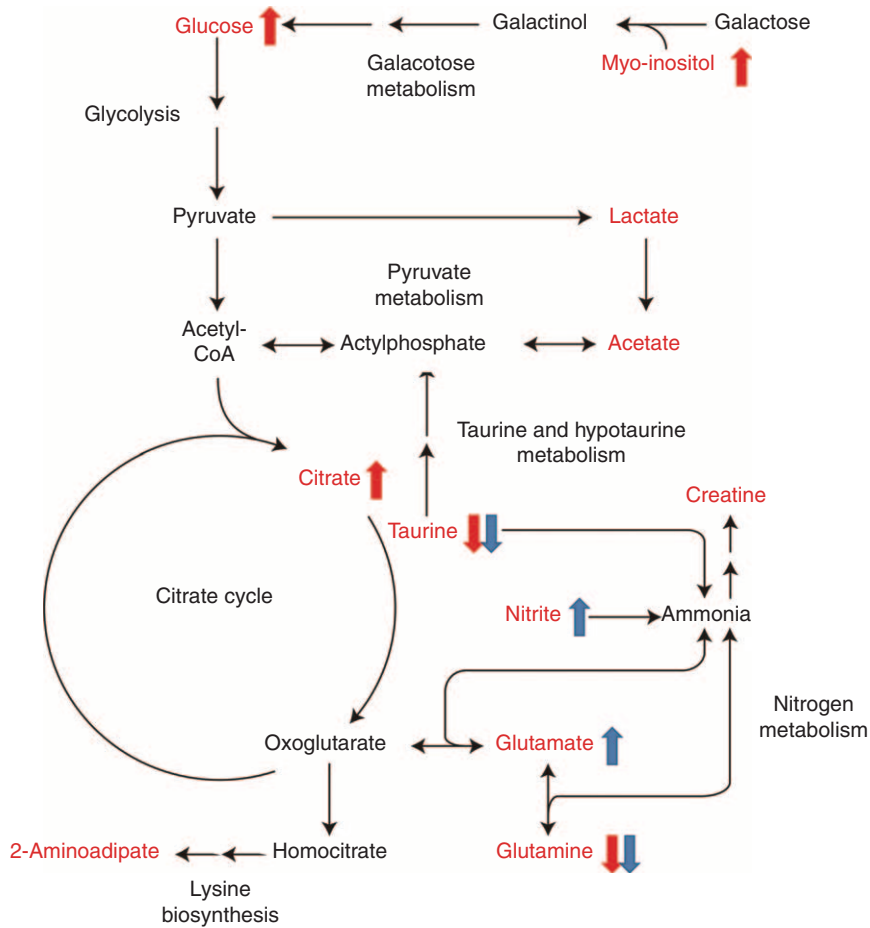 Glucose
Galactinol
Galactose
Galacotose
metabolism
Myo-inositol
Glycolysis
Pyruvate
Lactate
Pyruvate
metabolism
Acetyl-
CoA
Actylphosphate
Acetate
Taurine and hypotaurine
metabolism
Citrate
Taurine
Creatine
Citrate cycle
Nitrite
Ammonia
Nitrogen
metabolism
Oxoglutarate
Glutamate
2-Aminoadipate
Homocitrate
Glutamine
Lysine
biosynthesis